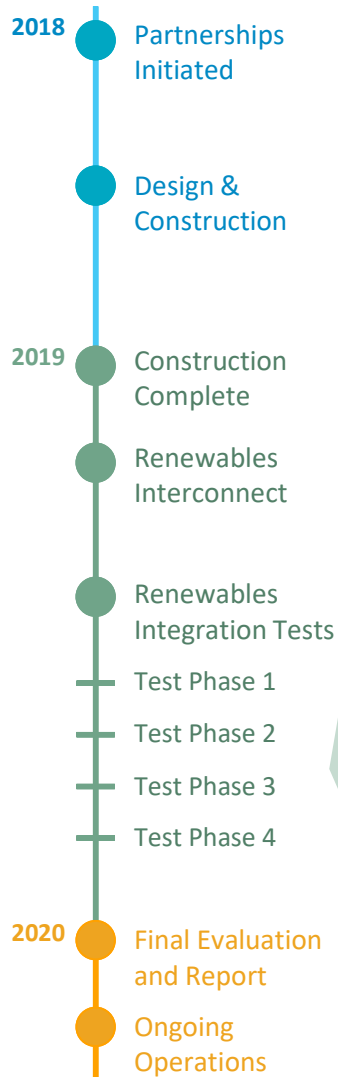 2018
Partnerships
Initiated
Design &
Construction
2019
Construction
Complete
Renewables
Interconnect
Renewables
Integration Tests
Test Phase 1
Test Phase 2
Test Phase 3
Test Phase 4
2020
Final Evaluation
and Report
Ongoing
Operations